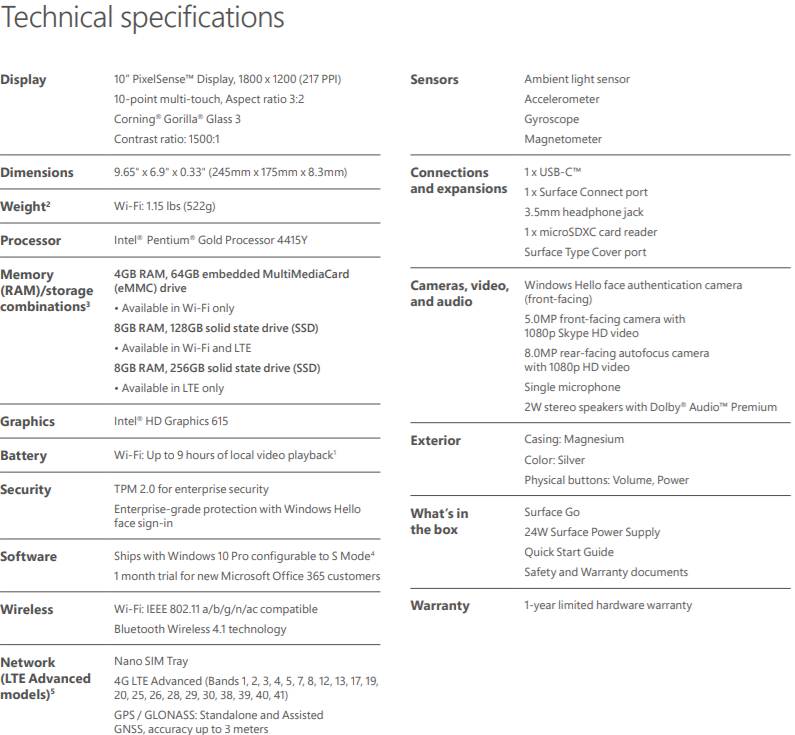 Technical specifications
Display
10" PixelSense™ Display, 1800 x 1200 (217 PPI)
10-point multi-touch, Aspect ratio 3:2
Corning® Gorilla® Glass 3
Contrast ratio: 1500:1
Dimensions
9.65" x 6.9" x 0.33" (245mm x 175mm x 8.3mm)
Weight²
Wi-Fi: 1.15 lbs (522g)
Processor
Intel® Pentium® Gold Processor 4415Y
Memory
(RAM)/storage
combinations³
4GB RAM, 64GB embedded MultiMediaCard
(eMMC) drive
• Available in Wi-Fi only
8GB RAM, 128GB solid state drive (SSD)
• Available in Wi-Fi and LTE
8GB RAM, 256GB solid state drive (SSD)
• Available in LTE only
Graphics
Intel® HD Graphics 615
Battery
Wi-Fi: Up to 9 hours of local video playback¹
Security
TPM 2.0 for enterprise security
Enterprise-grade protection with Windows Hello
face sign-in
Software
Ships with Windows 10 Pro configurable to S Mode⁴
1 month trial for new Microsoft Office 365 customers
Wireless
Wi-Fi: IEEE 802.11 a/b/g/n/ac compatible
Bluetooth Wireless 4.1 technology
Network
(LTE Advanced
models)⁵
Nano SIM Tray
4G LTE Advanced (Bands 1, 2, 3, 4, 5, 7, 8, 12, 13, 17, 19,
20, 25, 26, 28, 29, 30, 38, 39, 40, 41)
GPS / GLONASS: Standalone and Assisted
GNSS, accuracy up to 3 meters
Sensors
Ambient light sensor
Accelerometer
Gyroscope
Magnetometer
Connections
and expansions
1 x USB-C™
1 x Surface Connect port
3.5mm headphone jack
1 x microSDXC card reader
Surface Type Cover port
Cameras, video,
and audio
Windows Hello face authentication camera
(front-facing)
5.0MP front-facing camera with
1080p Skype HD video
8.0MP rear-facing autofocus camera
with 1080p HD video
Single microphone
2W stereo speakers with Dolby® Audio™ Premium
Exterior
Casing: Magnesium
Color: Silver
Physical buttons: Volume, Power
What's in
the box
Surface Go
24W Surface Power Supply
Quick Start Guide
Safety and Warranty documents
Warranty
1-year limited hardware warranty